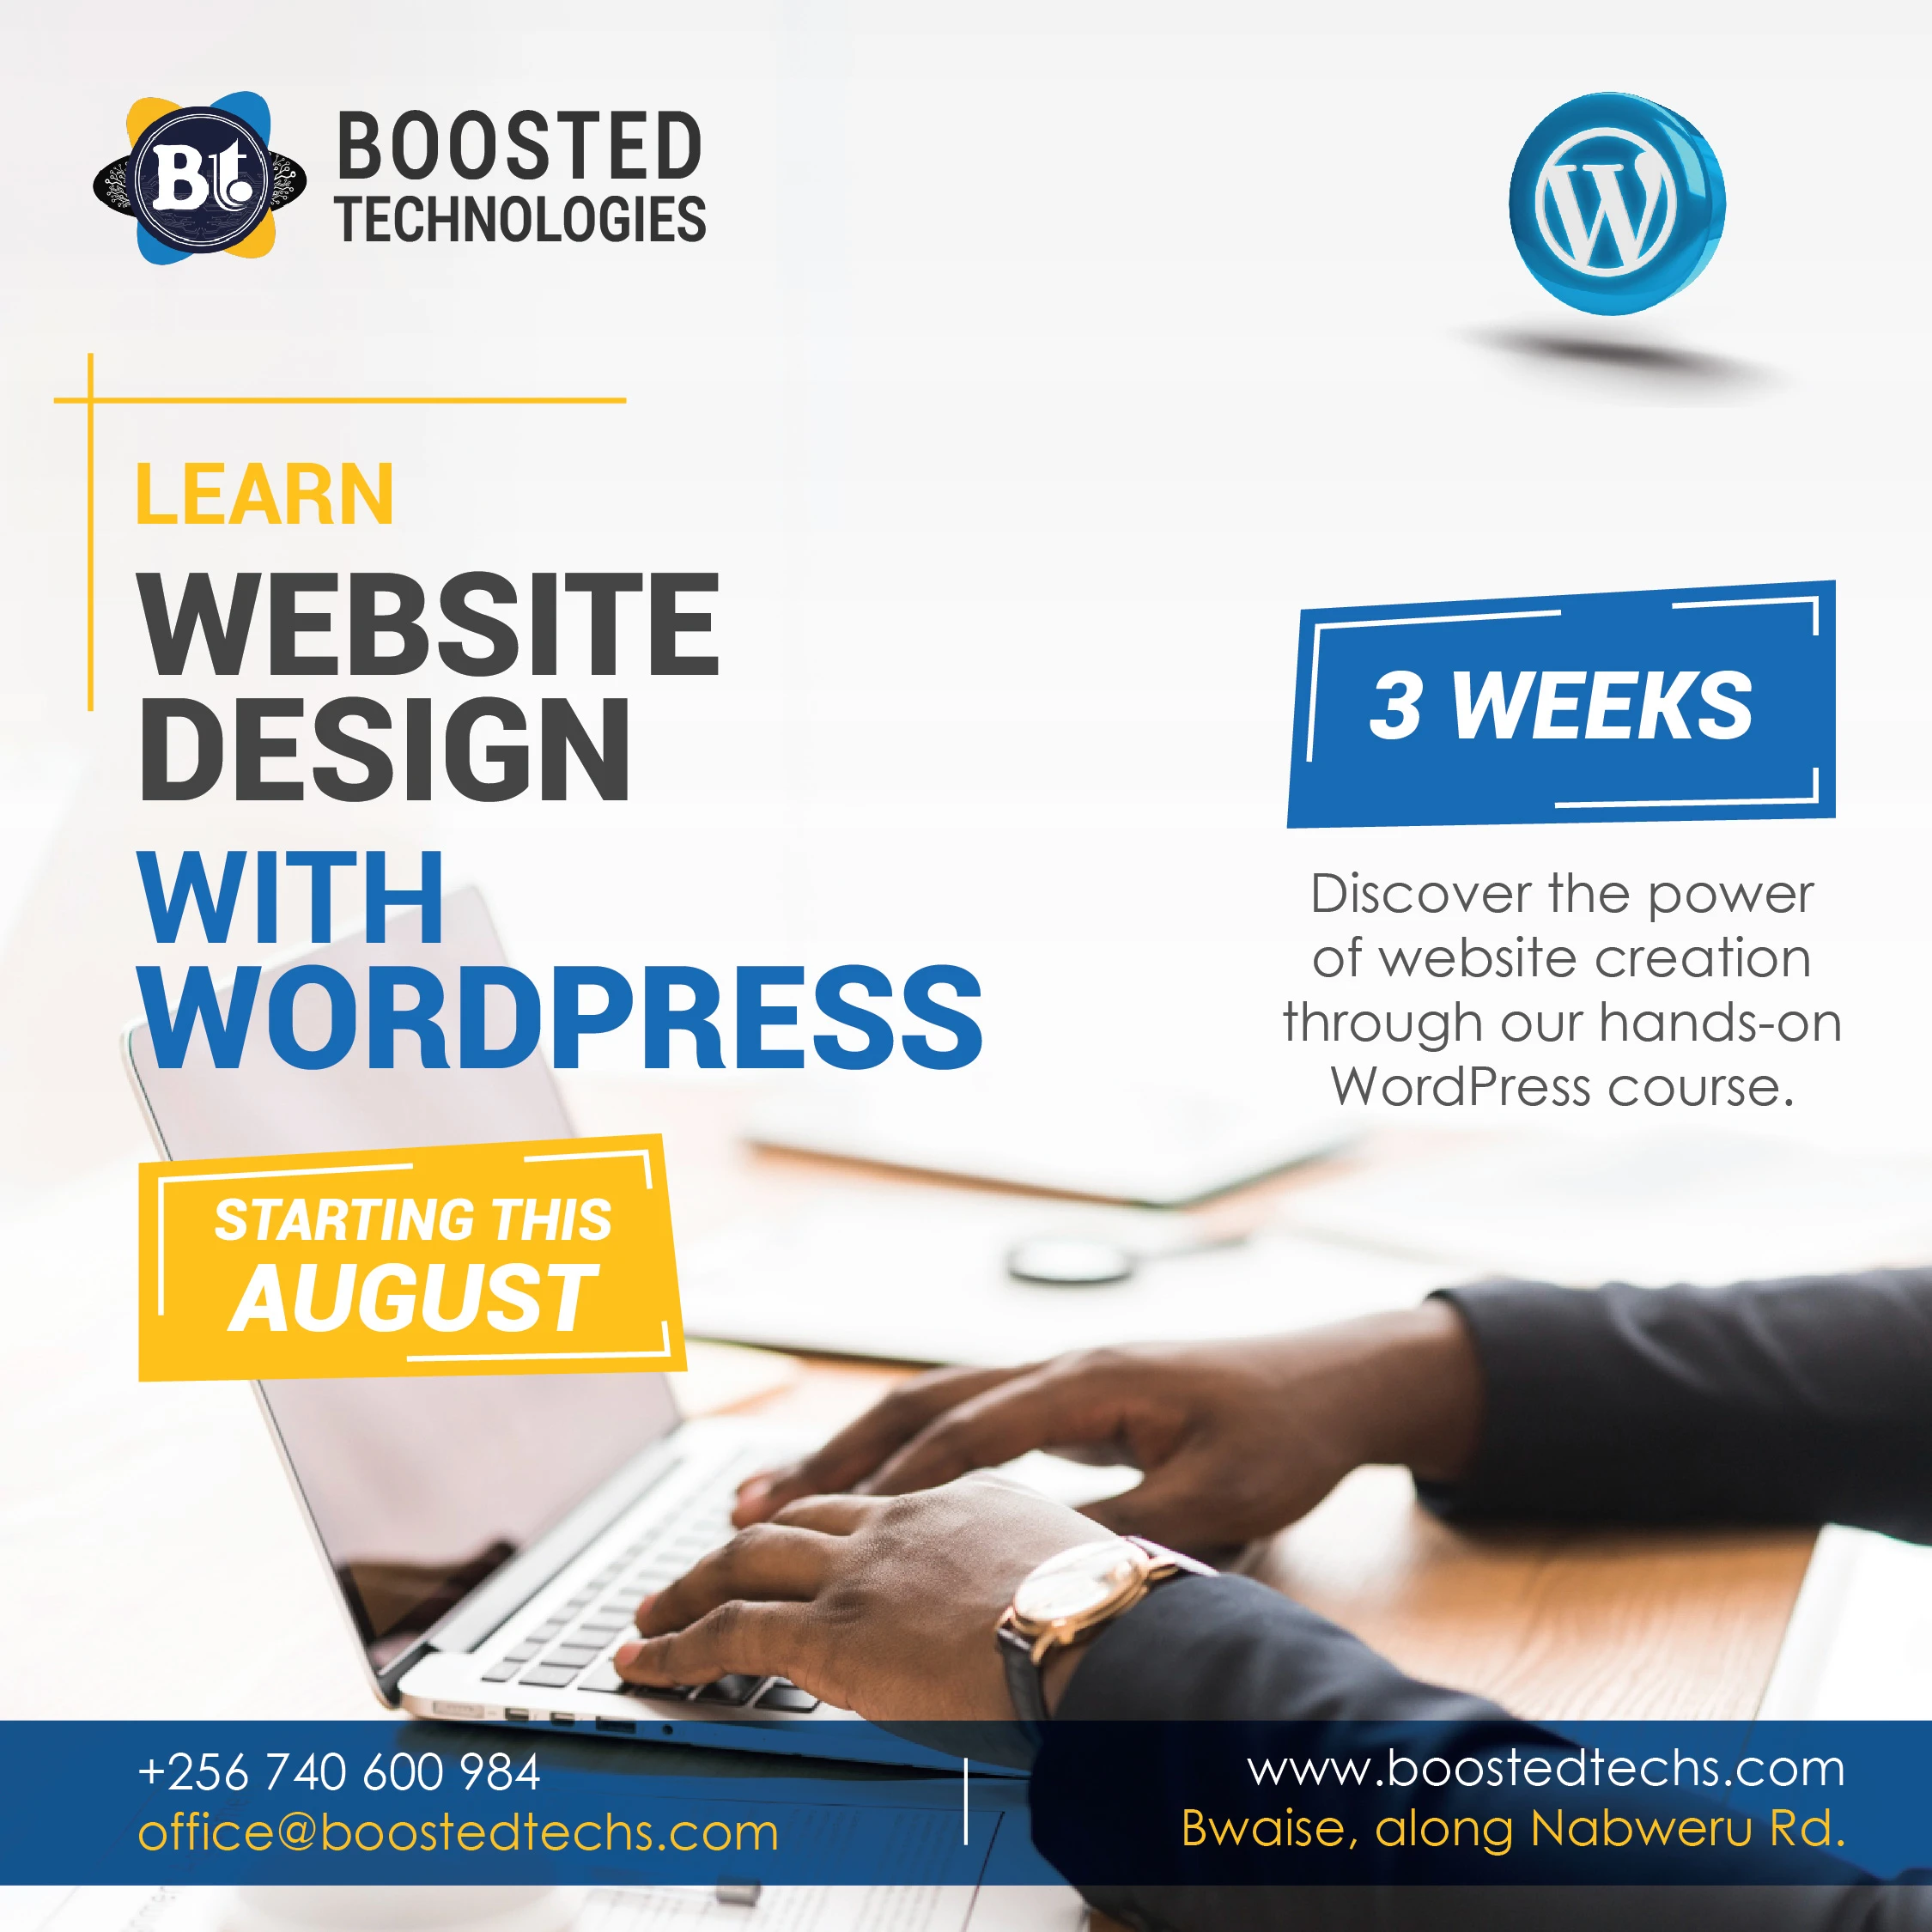 Bt.
BOOSTED
TECHNOLOGIES
W
LEARN
WEBSITE
DESIGN
WITH
WORDPRESS
STARTING THIS
AUGUST
3 WEEKS
Discover the power
of website creation
through our hands-on
WordPress course.
+256 740 600 984
office@boostedtechs.com
www.boostedtechs.com
Bwaise, along Nabweru Rd.